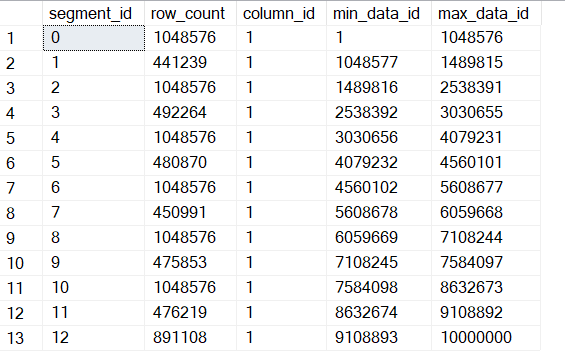 segment_id row_count column_id min_data_id max_data_id
1 0 1048576 1 1 1048576
2 1 441239 1 1048577 1489815
3 2 1048576 1 1489816 2538391
4 3 492264 1 2538392 3030655
5 4 1048576 1 3030656 4079231
6 5 480870 1 4079232 4560101
7 6 1048576 1 4560102 5608677
8 7 450991 1 5608678 6059668
9 8 1048576 1 6059669 7108244
10 9 475853 1 7108245 7584097
11 10 1048576 1 7584098 8632673
12 11 476219 1 8632674 9108892
13 12 891108 1 9108893 10000000